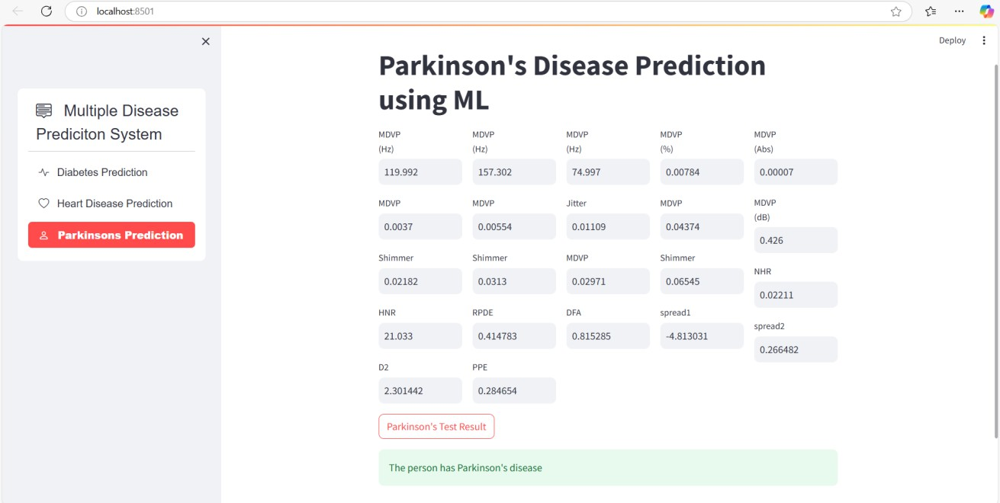 localhost:8501
Deploy
Multiple Disease
Prediciton System
Diabetes Prediction
Heart Disease Prediction
Parkinsons Prediction
Parkinson's Disease Prediction
using ML
MDVP
(Hz)
119.992
MDVP
(Hz)
157.302
MDVP
(Hz)
74.997
MDVP
(%)
0.00784
MDVP
(Abs)
0.00007
MDVP
0.0037
MDVP
0.00554
Jitter
0.01109
MDVP
0.04374
MDVP
(dB)
0.426
Shimmer
0.02182
Shimmer
0.0313
MDVP
0.02971
Shimmer
0.06545
NHR
0.02211
HNR
21.033
RPDE
0.414783
DFA
0.815285
spread1
-4.813031
spread2
0.266482
D2
2.301442
PPE
0.284654
Parkinson's Test Result
The person has Parkinson's disease